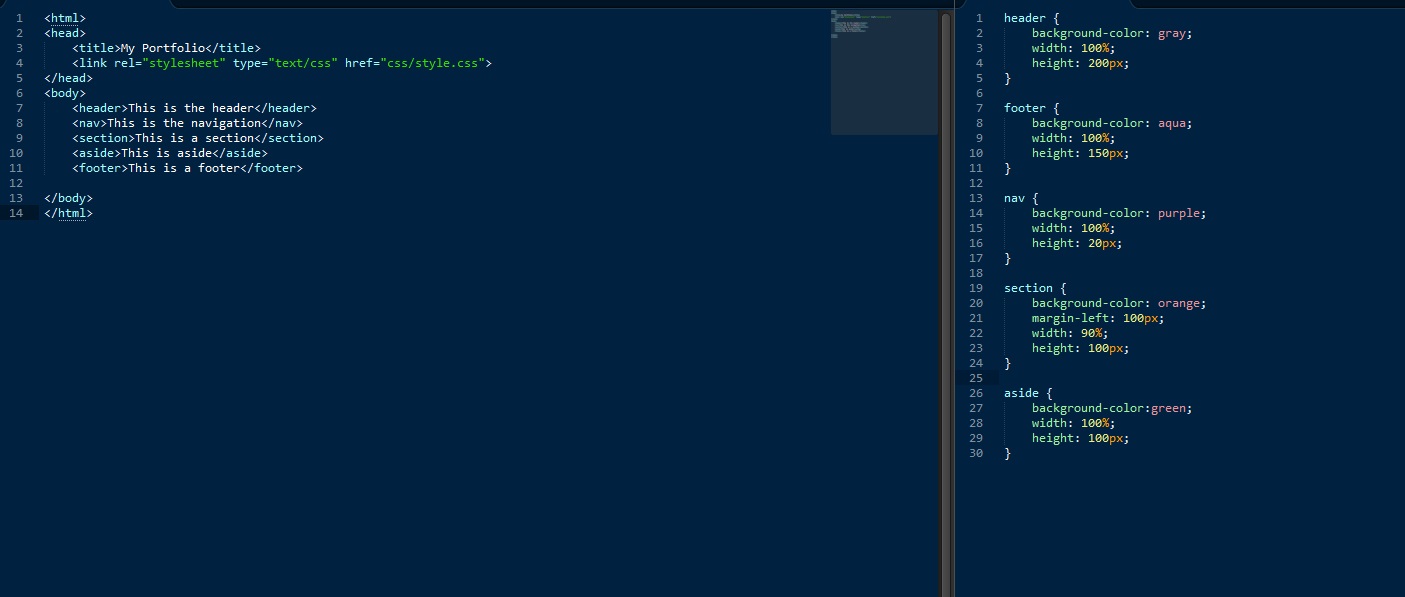 1 <html>
2 <head>
3 <title>My Portfolio</title>
4 <link rel="stylesheet" type="text/css" href="css/style.css">
5 </head>
6 <body>
7 <header>This is the header</header>
8 <nav>This is the navigation</nav>
9 <section>This is a section</section>
10 <aside>This is aside</aside>
11 <footer>This is a footer</footer>
12
13 </body>
14 </html>
1 header {
2 background-color: gray;
3 width: 100%;
4 height: 200px;
5 }
6
7 footer {
8 background-color: aqua;
9 width: 100%;
10 height: 150px;
11 }
12
13 nav {
14 background-color: purple;
15 width: 100%;
16 height: 20px;
17 }
18
19 section {
20 background-color: orange;
21 margin-left: 100px;
22 width: 90%;
23 height: 100px;
24 }
25
26 aside {
27 background-color:green;
28 width: 100%;
29 height: 100px;
30 }